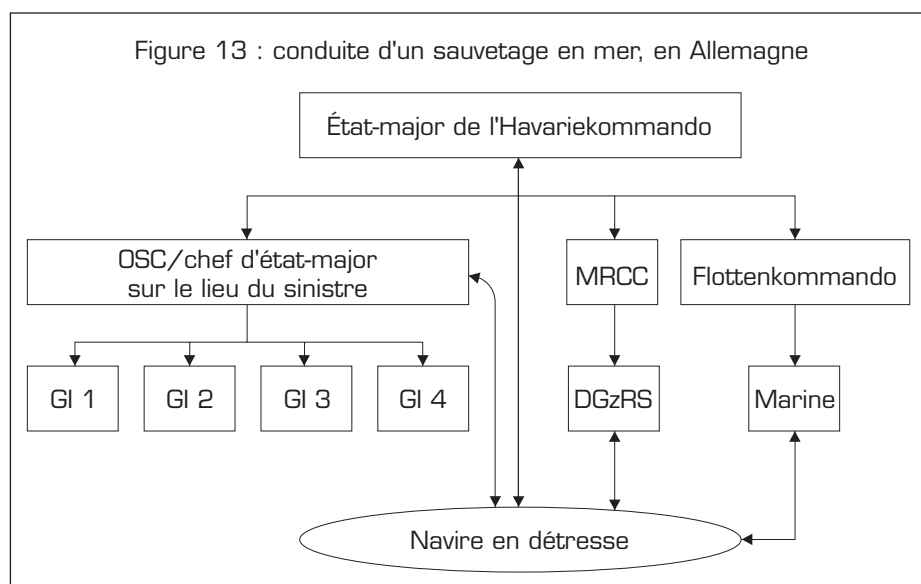 Figure 13 : conduite d'un sauvetage en mer, en Allemagne
État-major de l'Havariekommando
OSC/chef d'état-major
sur le lieu du sinistre
MRCC
Flottenkommando
GI 1
GI 2
GI 3
GI 4
DGzRS
Marine
Navire en détresse